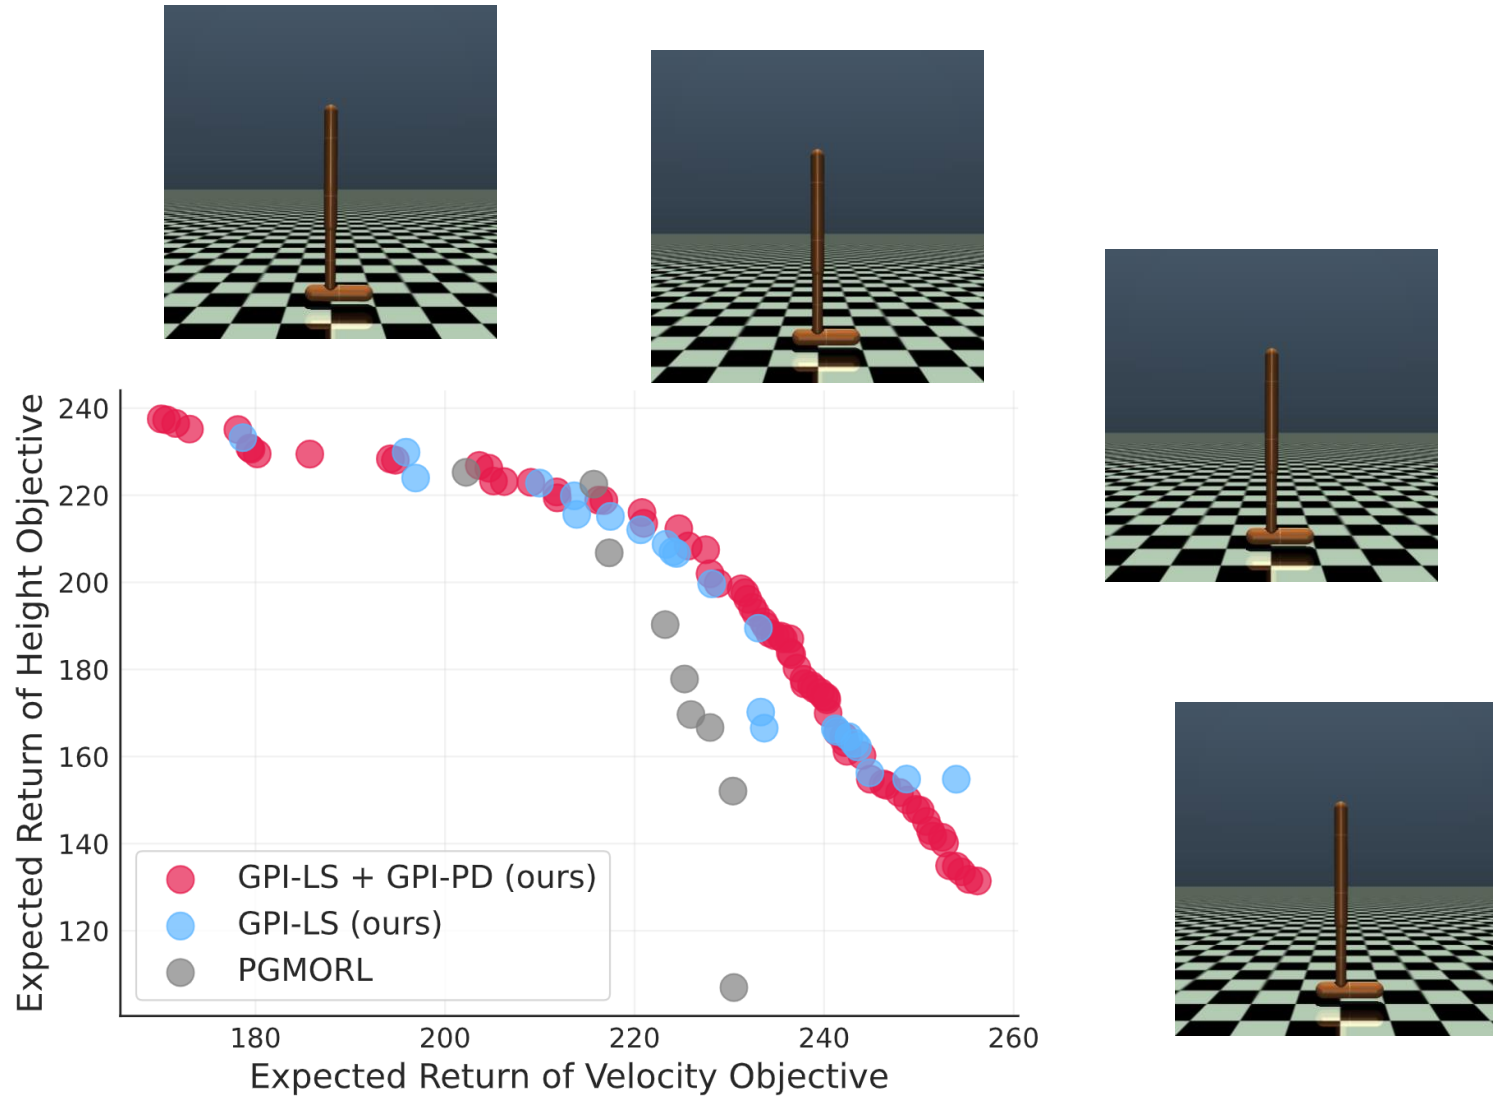 Expected Return of Height Objective
240
220
200
180
160
140
120
GPI-LS + GPI-PD (ours)
GPI-LS (ours)
PGMORL
180 200 220 240 260
Expected Return of Velocity Objective